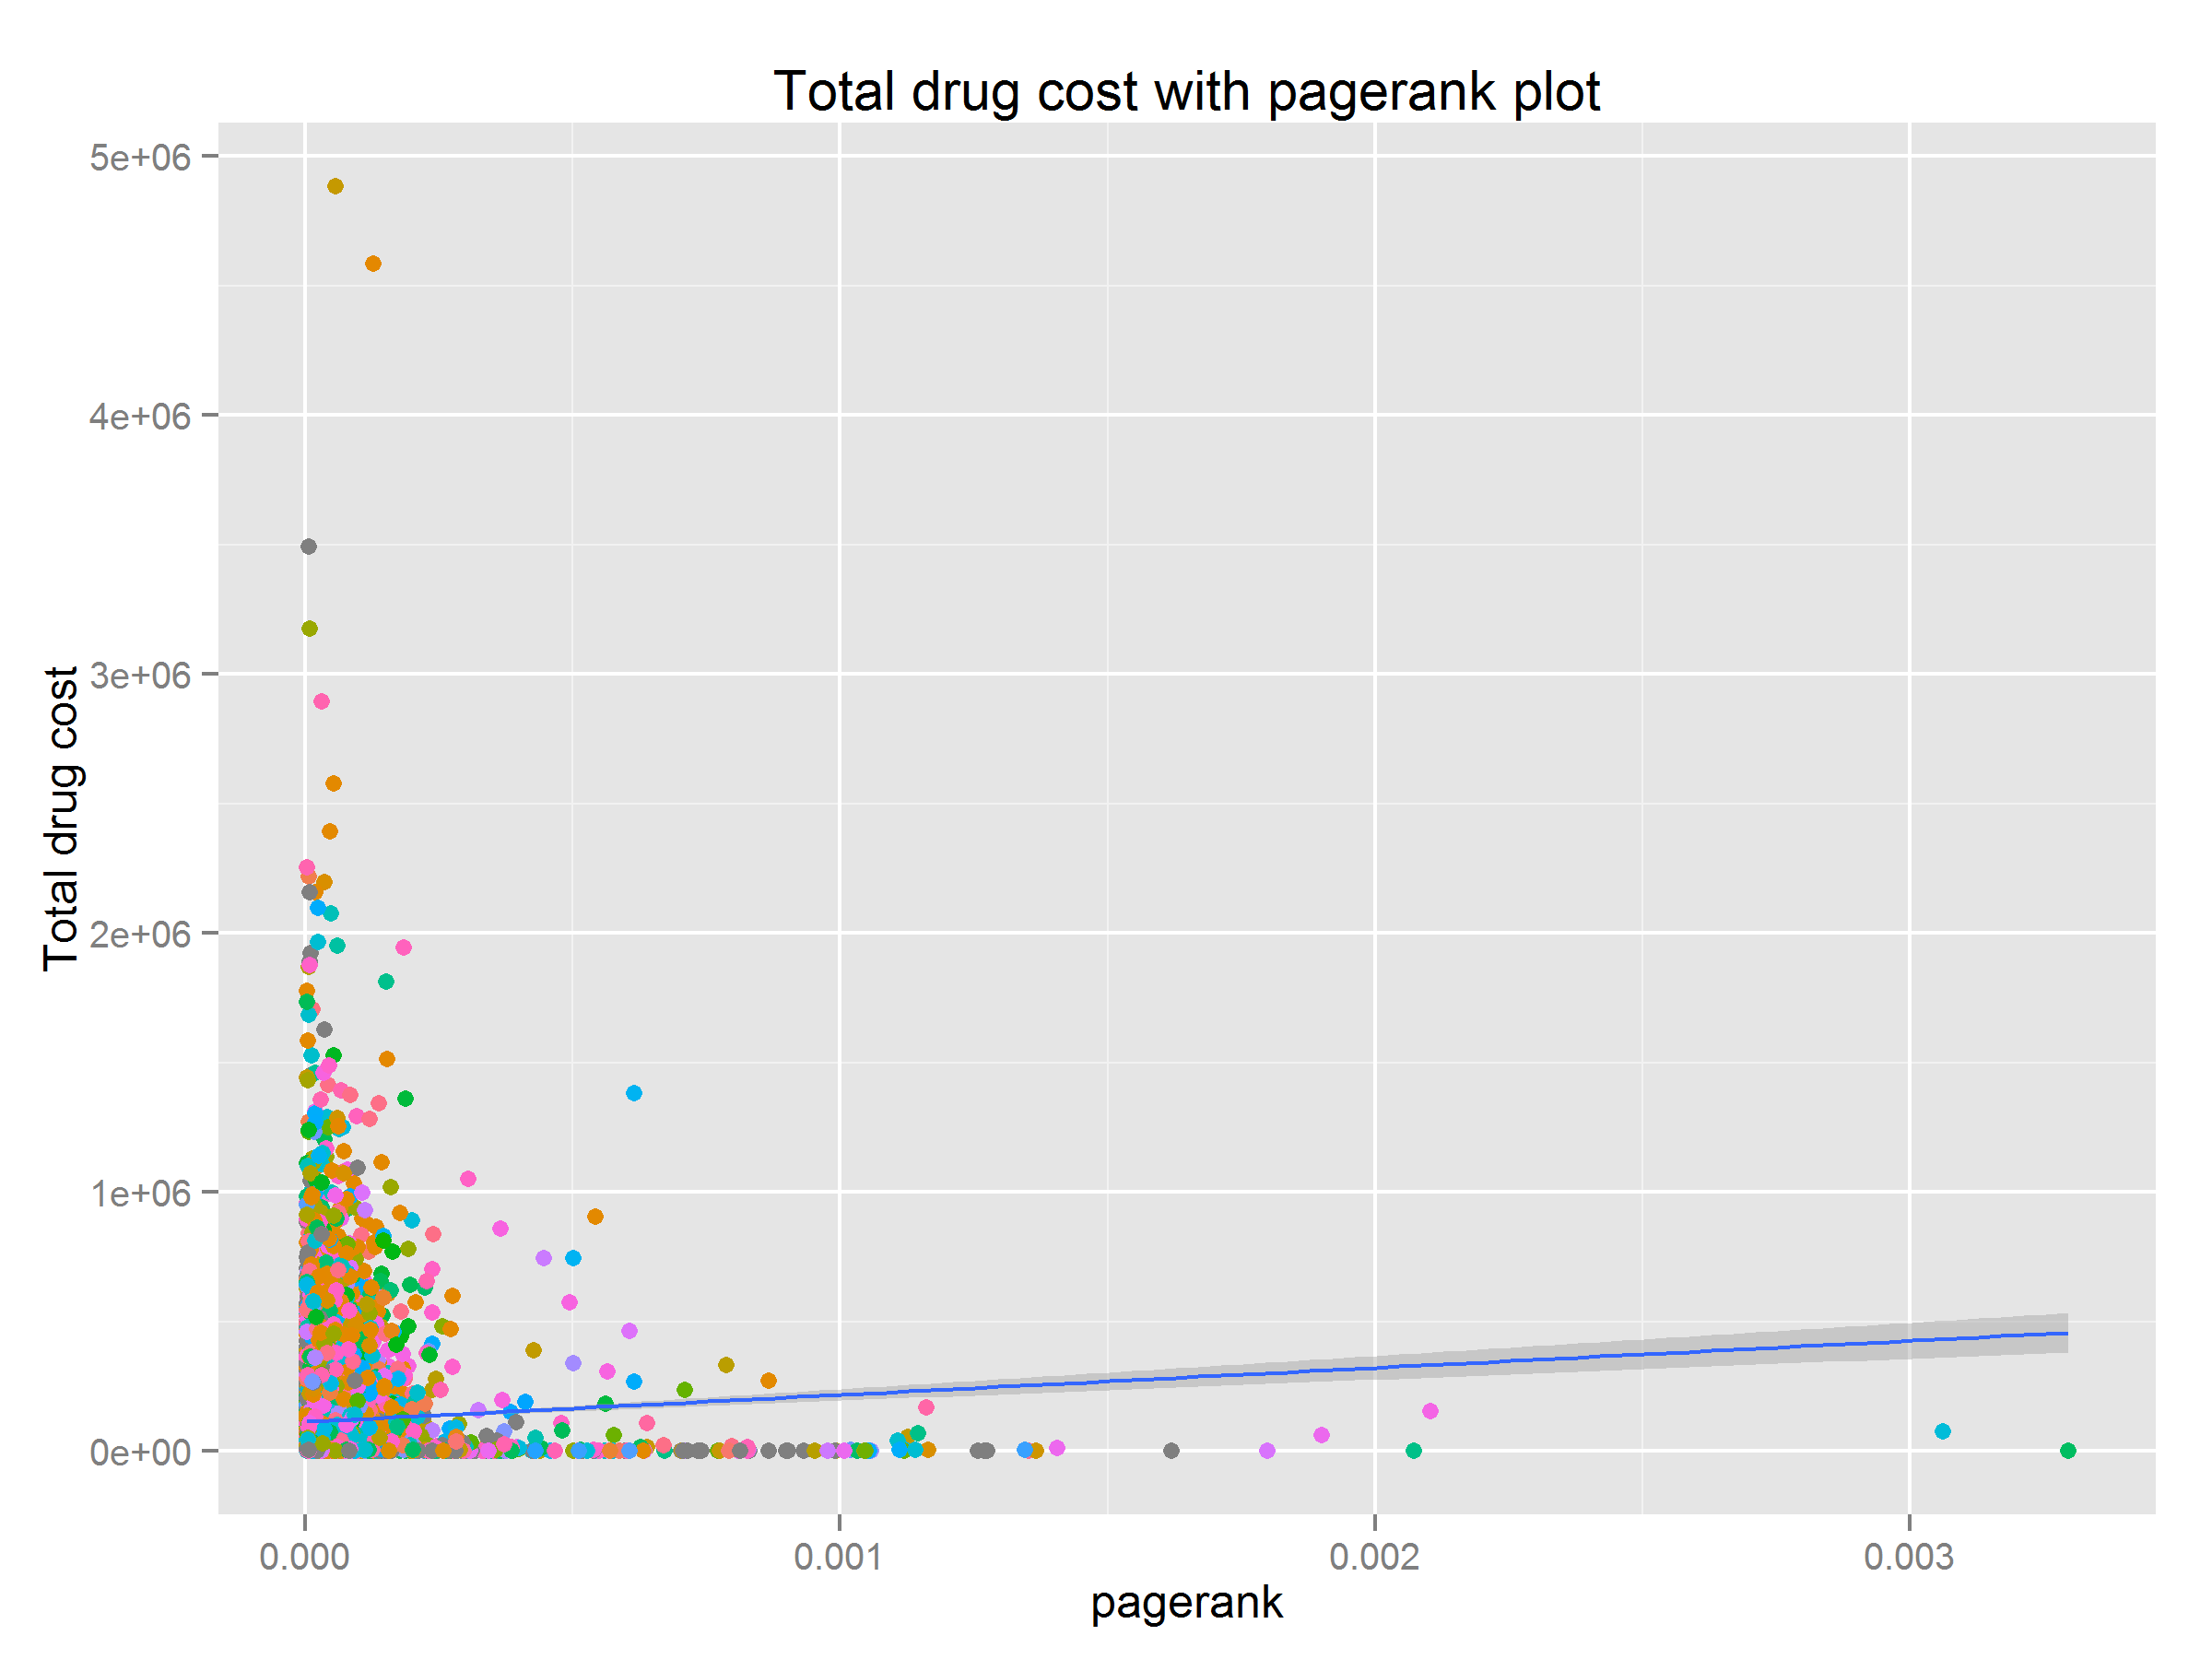 Total drug cost with pagerank plot
Total drug cost
5e+06
4e+06
3e+06
2e+06
1e+06
0e+00
0.000 0.001 0.002 0.003
pagerank